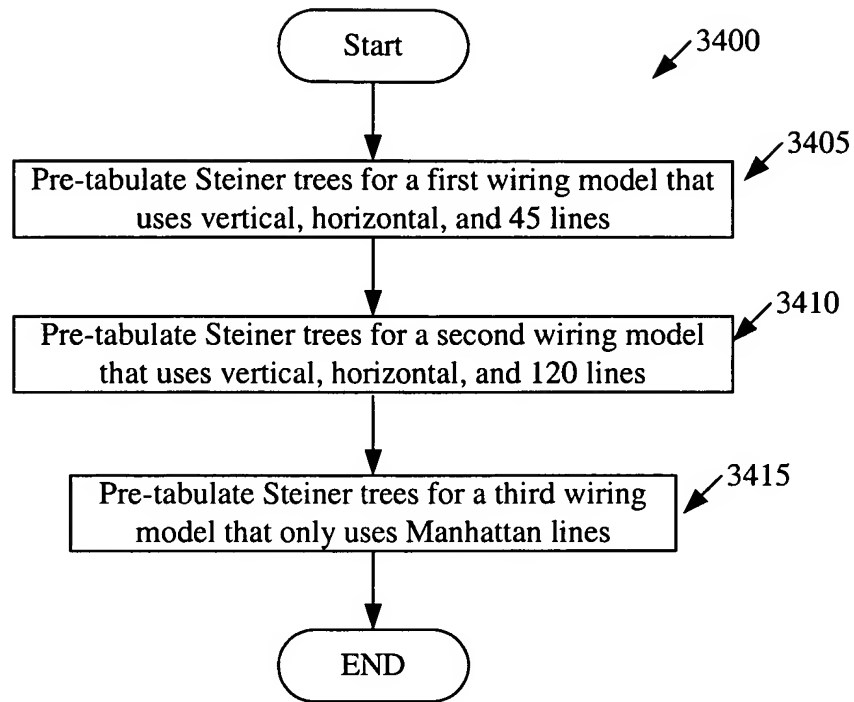 Start
3400
3405
Pre-tabulate Steiner trees for a first wiring model that
uses vertical, horizontal, and 45 lines
3410
Pre-tabulate Steiner trees for a second wiring model
that uses vertical, horizontal, and 120 lines
3415
Pre-tabulate Steiner trees for a third wiring
model that only uses Manhattan lines
END